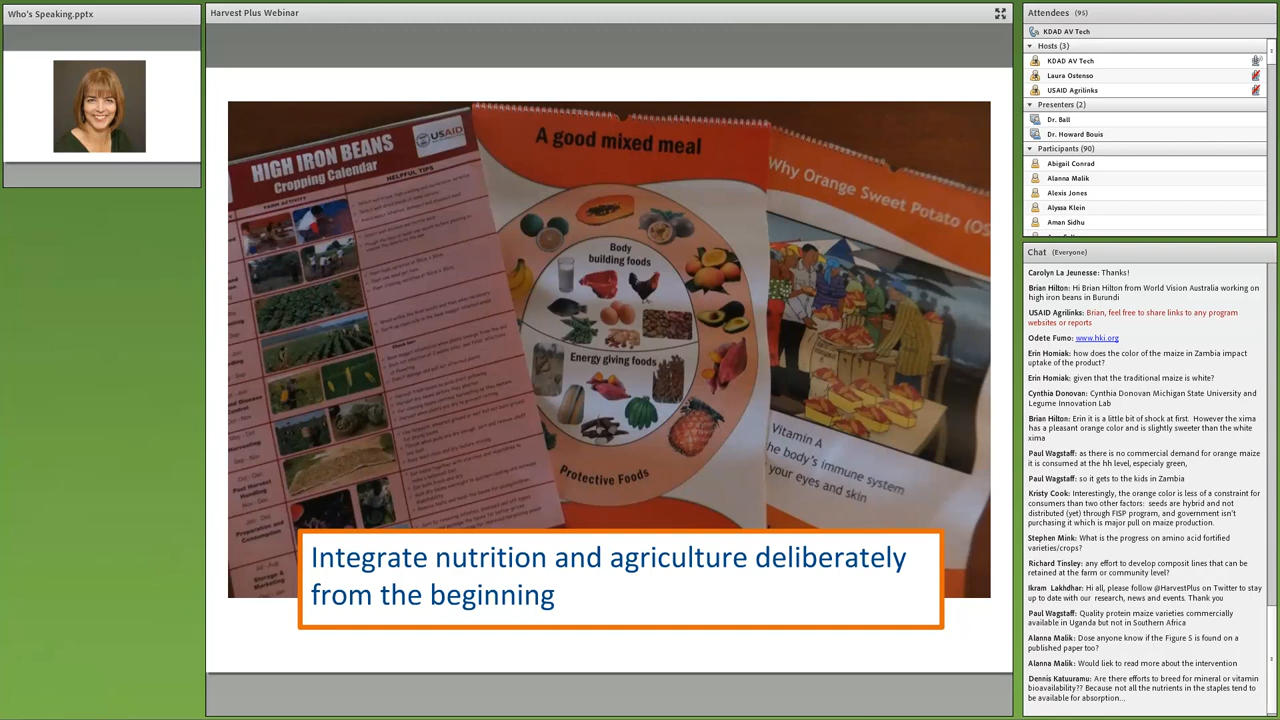 Who's Speaking.pptx
Harvest Plus Webinar
USAID
HIGH IRON BEANS
Cropping Calendar
FARM ACTIVITY
HELPFUL TIPS
A good mixed meal
Body
building foods
Energy giving foods
Protective Foods
Why Orange Sweet Potato (OS
Vitamin A
he body's immune system
your eyes and skin
Integrate nutrition and agriculture deliberately
from the beginning
Attendees (95)
KDAD AV Tech
Hosts (3)
KDAD AV Tech
Laura Ostenso
USAID Agrilinks
Presenters (2)
Dr. Ball
Dr. Howard Bouis
Participants (90)
Abigail Conrad
Alanna Malik
Alexis Jones
Alyssa Klein
Aman Sidhu
Chat (Everyone)
Carolyn La Jeunesse: Thanks!
Brian Hilton: Hi Brian Hilton from World Vision Australia working on
high iron beans in Burundi
USAID Agrilinks: Brian, feel free to share links to any program
websites or reports
Odete Fumo: www.hki.org
Erin Homiak: how does the color of the maize in Zambia impact
uptake of the product?
Erin Homiak: given that the traditional maize is white?
Cynthia Donovan: Cynthia Donovan Michigan State University and
Legume Innovation Lab
Brian Hilton: Erin it is a little bit of shock at first. However the xima
has a pleasant orange color and is slightly sweeter than the white
xima
Paul Wagstaff: as there is no commercial demand for orange maize
it is consumed at the hh level, especialy green,
Paul Wagstaff: so it gets to the kids in Zambia
Kristy Cook: Interestingly, the orange color is less of a constraint for
consumers than two other factors: seeds are hybrid and not
distributed (yet) through FISP program, and government isn't
purchasing it which is major pull on maize production.
Stephen Mink: What is the progress on amino acid fortified
varieties/crops?
Richard Tinsley: any effort to develop composit lines that can be
retained at the farm or community level?
Ikram Lakhdhar: Hi all, please follow @HarvestPlus on Twitter to stay
up to date with our research, news and events. Thank you
Paul Wagstaff: Quality protein maize varieties commercially
available in Uganda but not in Southern Africa
Alanna Malik: Dose anyone know if the Figure S is found on a
published paper too?
Alanna Malik: Would liek to read more about the intervention
Dennis Katuuramu: Are there efforts to breed for mineral or vitamin
bioavailability?? Because not all the nutrients in the staples tend to
be available for absorption...